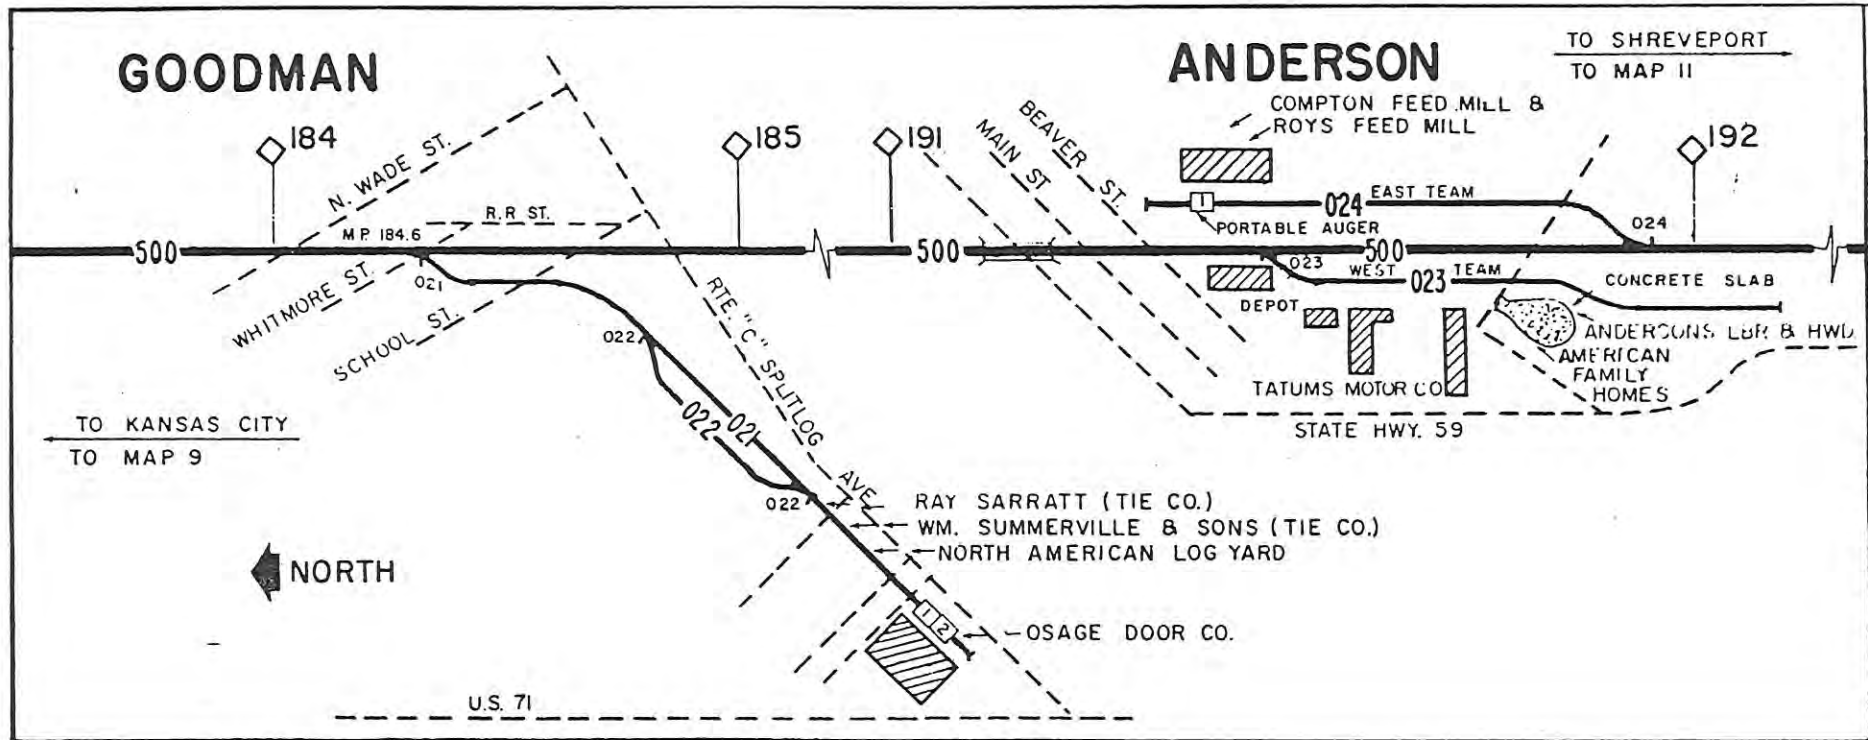 GOODMAN
ANDERSON
TO SHREVEPORT
TO MAP 11
COMPTON FEED MILL &
ROYS FEED MILL
184
185
191
192
N. WADE ST.
R.R ST.
M P. 184.6
WHITMORE ST.
SCHOOL ST.
RTE. "C" SPLITLOG
AVE
MAIN ST
BEAVER ST.
500
500
500
EAST TEAM
024
024
1
PORTABLE AUGER
023
WEST TEAM
023
DEPOT
CONCRETE SLAB
ANDERSONS LBR & HWD.
AMERICAN
FAMILY
HOMES
TATUMS MOTOR CO
STATE HWY. 59
021
022
021
022
022
TO KANSAS CITY
TO MAP 9
NORTH
RAY SARRATT (TIE CO.)
WM. SUMMERVILLE & SONS (TIE CO.)
NORTH AMERICAN LOG YARD
1 2
OSAGE DOOR CO.
U.S. 71